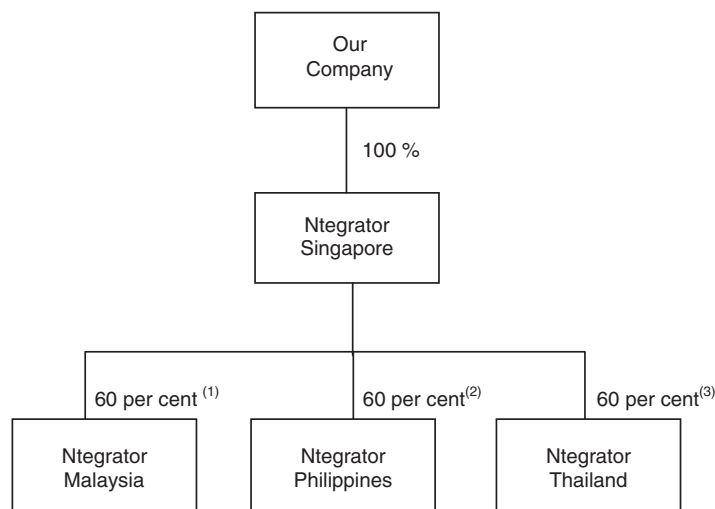 Our
Company
100 %
Ntegrator
Singapore
60 per cent (1)
60 per cent(2)
60 per cent(3)
Ntegrator
Malaysia
Ntegrator
Philippines
Ntegrator
Thailand